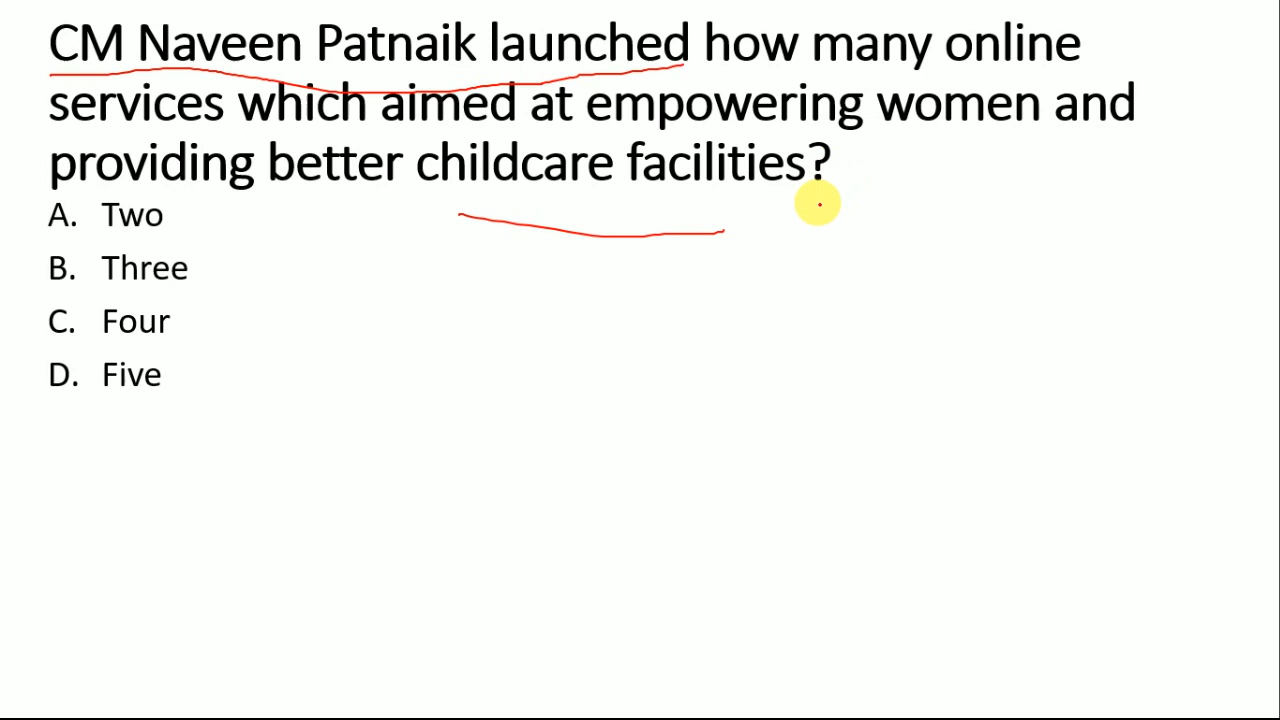 CM Naveen Patnaik launched how many online
services which aimed at empowering women and
providing better childcare facilities?
A. Two
B. Three
C. Four
D. Five